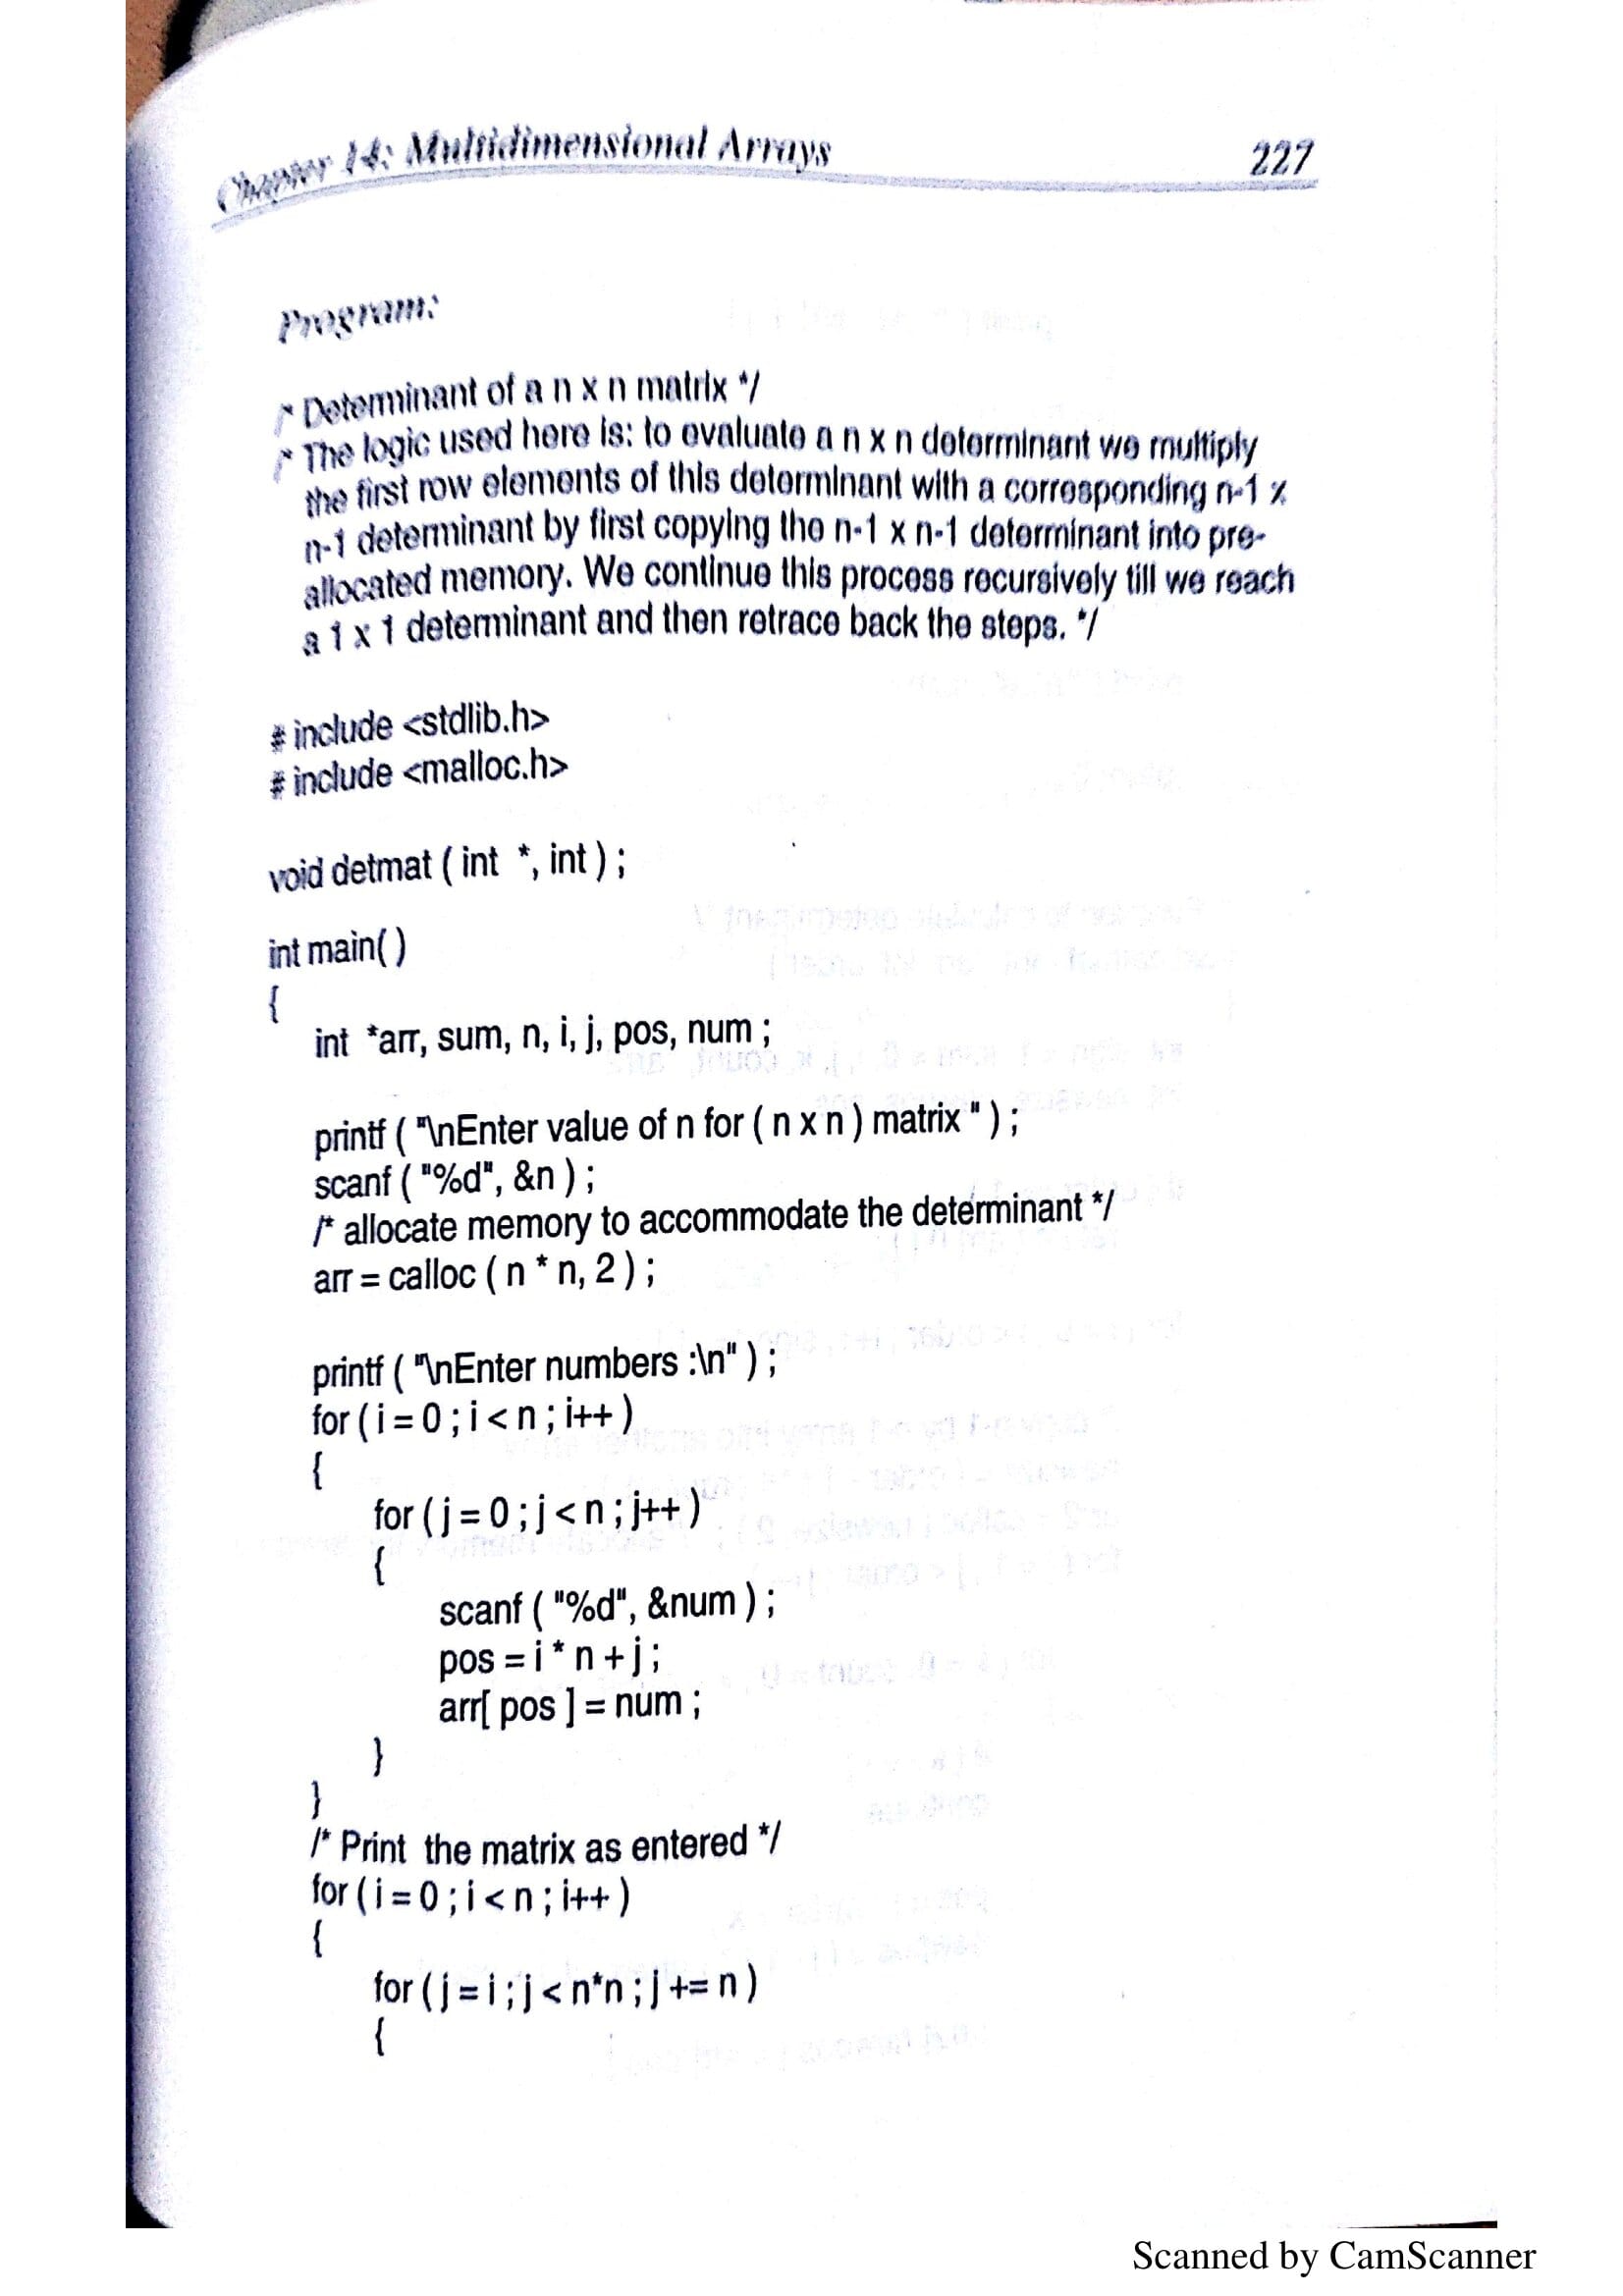 Chapter 14: Multidimensional Arrays 227
Program:
/* Determinant of a n x n matrix */
/* The logic used here is: to evaluate a n x n determinant we multiply
the first row elements of this determinant with a corresponding n-1 x
n-1 determinant by first copying the n-1 x n-1 determinant into pre-
allocated memory. We continue this process recursively till we reach
a 1 x 1 determinant and then retrace back the steps. */
# include <stdlib.h>
# include <malloc.h>
void detmat ( int *, int ) ;
int main( )
{
int *arr, sum, n, i, j, pos, num ;
printf ( "\nEnter value of n for ( n x n ) matrix " ) ;
scanf ( "%d", &n ) ;
/* allocate memory to accommodate the determinant */
arr = calloc ( n * n, 2 ) ;
printf ( "\nEnter numbers :\n" ) ;
for ( i = 0 ; i < n ; i++ )
{
for ( j = 0 ; j < n ; j++ )
{
scanf ( "%d", &num ) ;
pos = i * n + j ;
arr[ pos ] = num ;
}
}
/* Print the matrix as entered */
for ( i = 0 ; i < n ; i++ )
{
for ( j = i ; j < n*n ; j += n )
{
Scanned by CamScanner